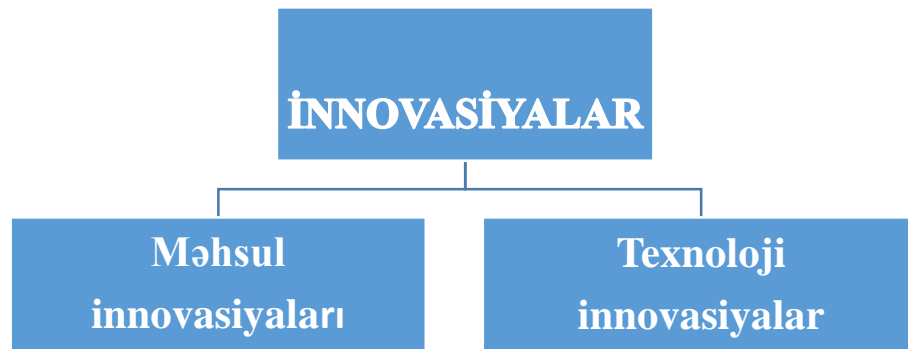 İNNOVASİYALAR
Məhsul
innovasiyaları
Texnoloji
innovasiyalar